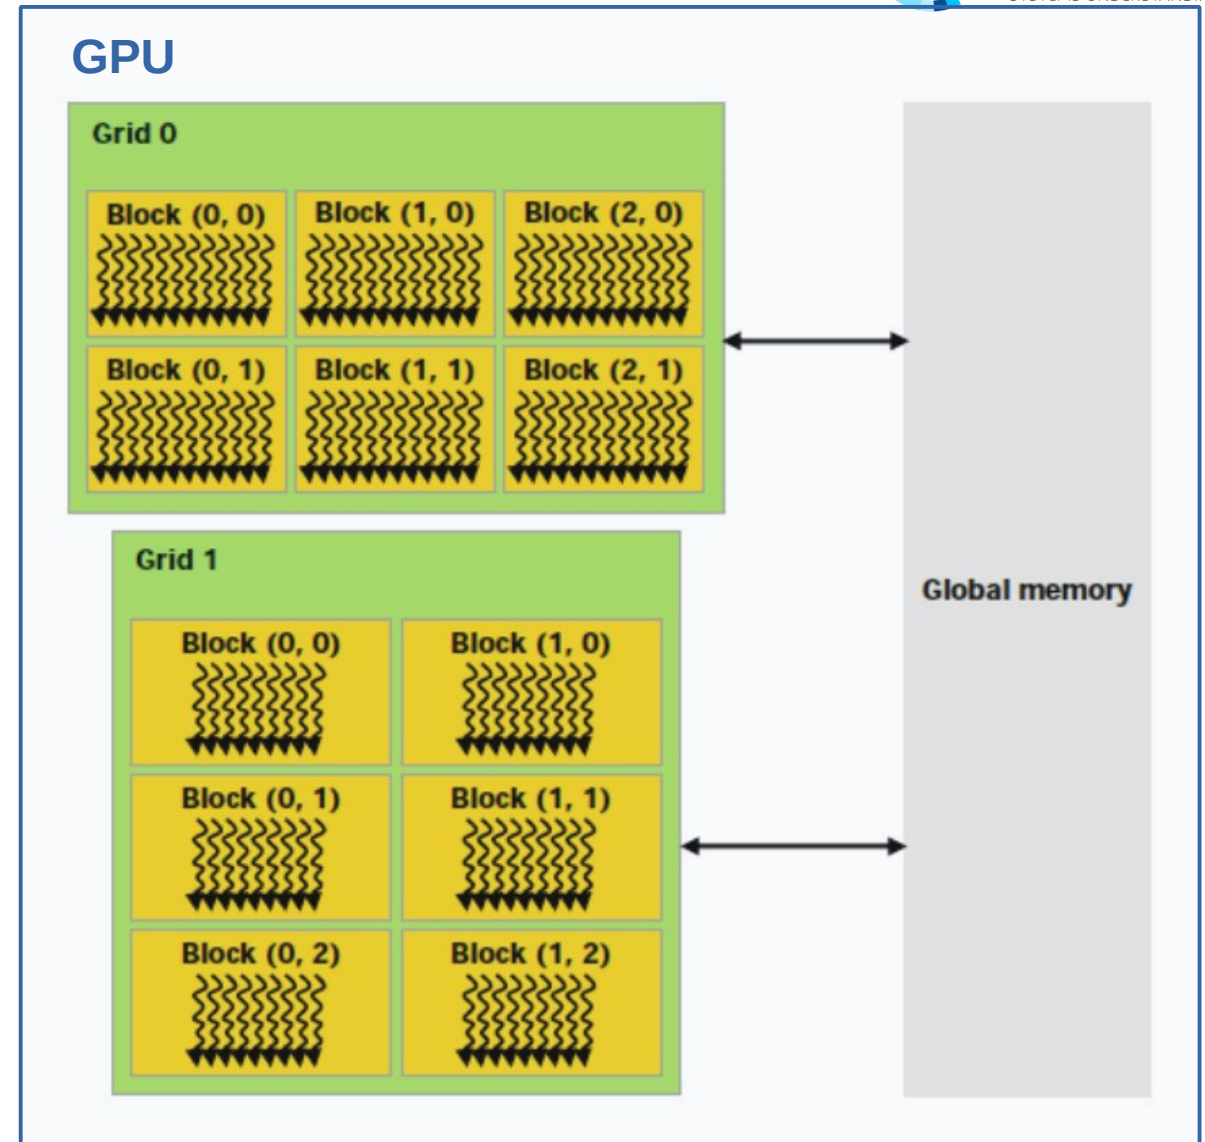 GPU
Grid 0
Block (0, 0) Block (1, 0) Block (2, 0)
Block (0, 1) Block (1, 1) Block (2, 1)
Grid 1
Block (0, 0) Block (1, 0)
Block (0, 1) Block (1, 1)
Block (0, 2) Block (1, 2)
Global memory